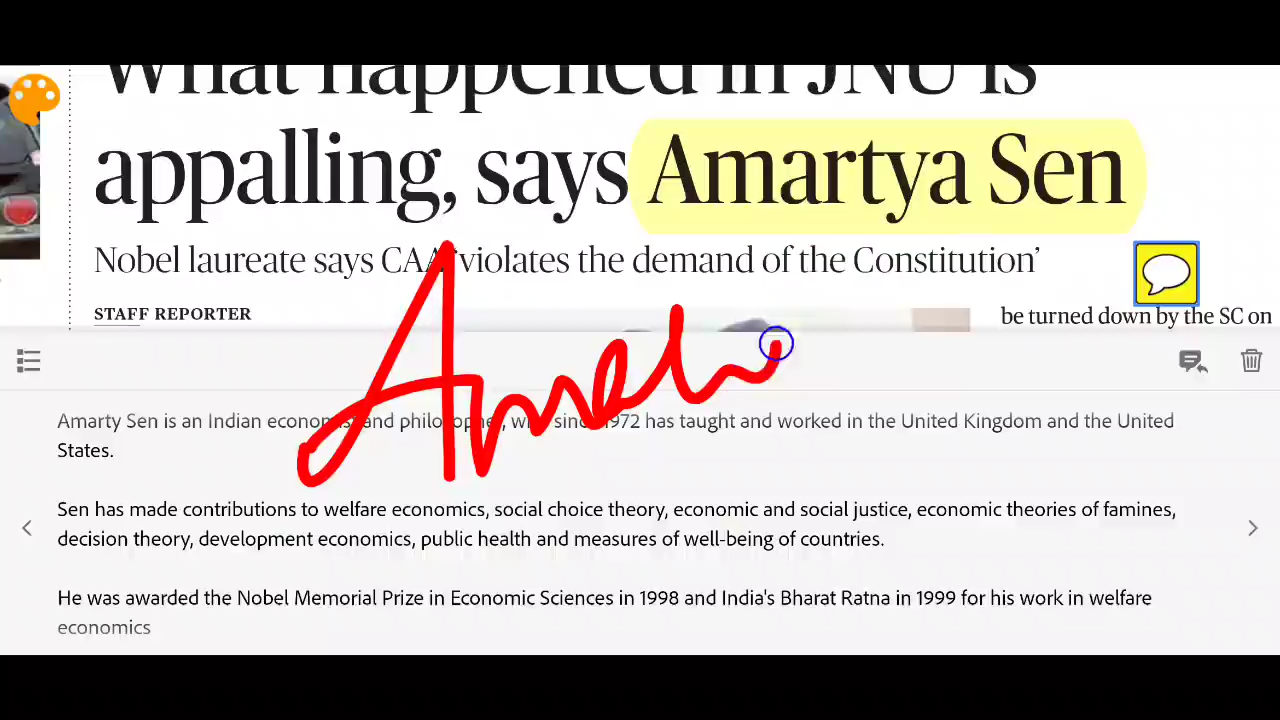 What happened in JNU is
appalling, says Amartya Sen
Nobel laureate says CAA ‘violates the demand of the Constitution’
STAFF REPORTER
be turned down by the SC on
Amarty Sen is an Indian economist and philosopher, who since 1972 has taught and worked in the United Kingdom and the United
States.
Sen has made contributions to welfare economics, social choice theory, economic and social justice, economic theories of famines,
decision theory, development economics, public health and measures of well-being of countries.
He was awarded the Nobel Memorial Prize in Economic Sciences in 1998 and India's Bharat Ratna in 1999 for his work in welfare
economics